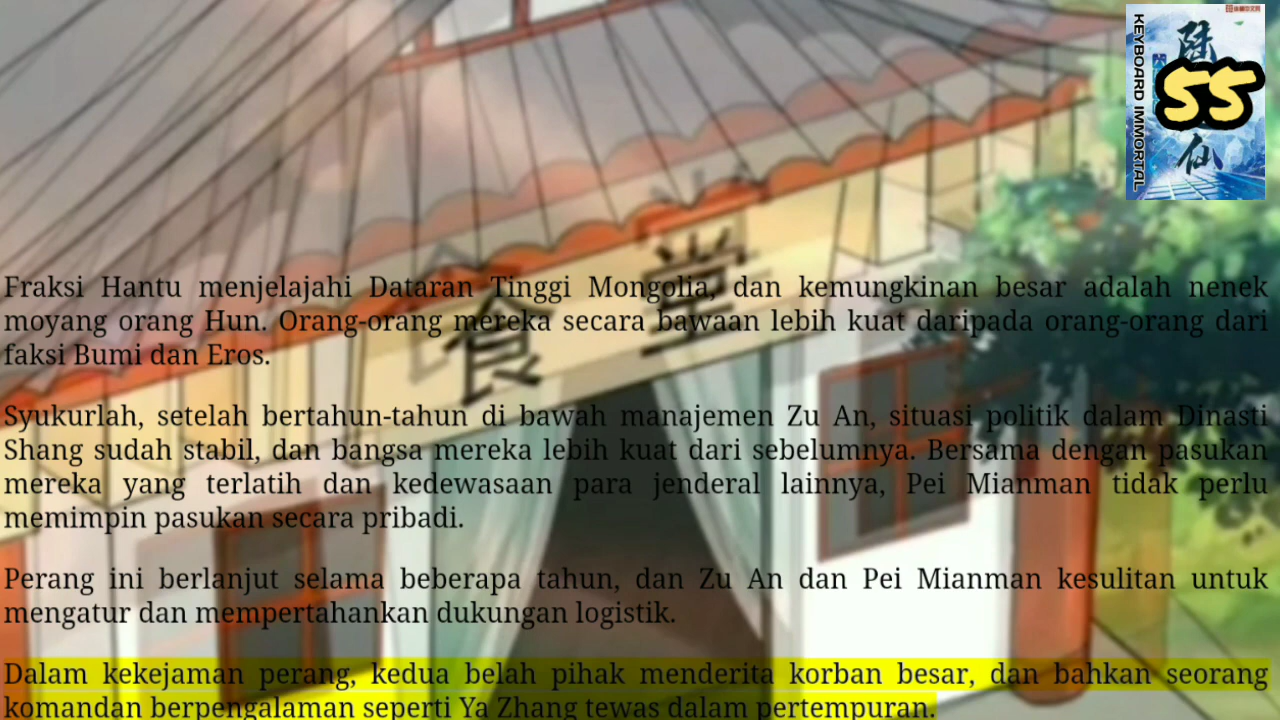 陆
KEYBOARD IMMORTAL
55
仙
食堂
Fraksi Hantu menjelajahi Dataran Tinggi Mongolia, dan kemungkinan besar adalah nenek
moyang orang Hun. Orang-orang mereka secara bawaan lebih kuat daripada orang-orang dari
faksi Bumi dan Eros.
Syukurlah, setelah bertahun-tahun di bawah manajemen Zu An, situasi politik dalam Dinasti
Shang sudah stabil, dan bangsa mereka lebih kuat dari sebelumnya. Bersama dengan pasukan
mereka yang terlatih dan kedewasaan para jenderal lainnya, Pei Mianman tidak perlu
memimpin pasukan secara pribadi.
Perang ini berlanjut selama beberapa tahun, dan Zu An dan Pei Mianman kesulitan untuk
mengatur dan mempertahankan dukungan logistik.
Dalam kekejaman perang, kedua belah pihak menderita korban besar, dan bahkan seorang
komandan berpengalaman seperti Ya Zhang tewas dalam pertempuran.